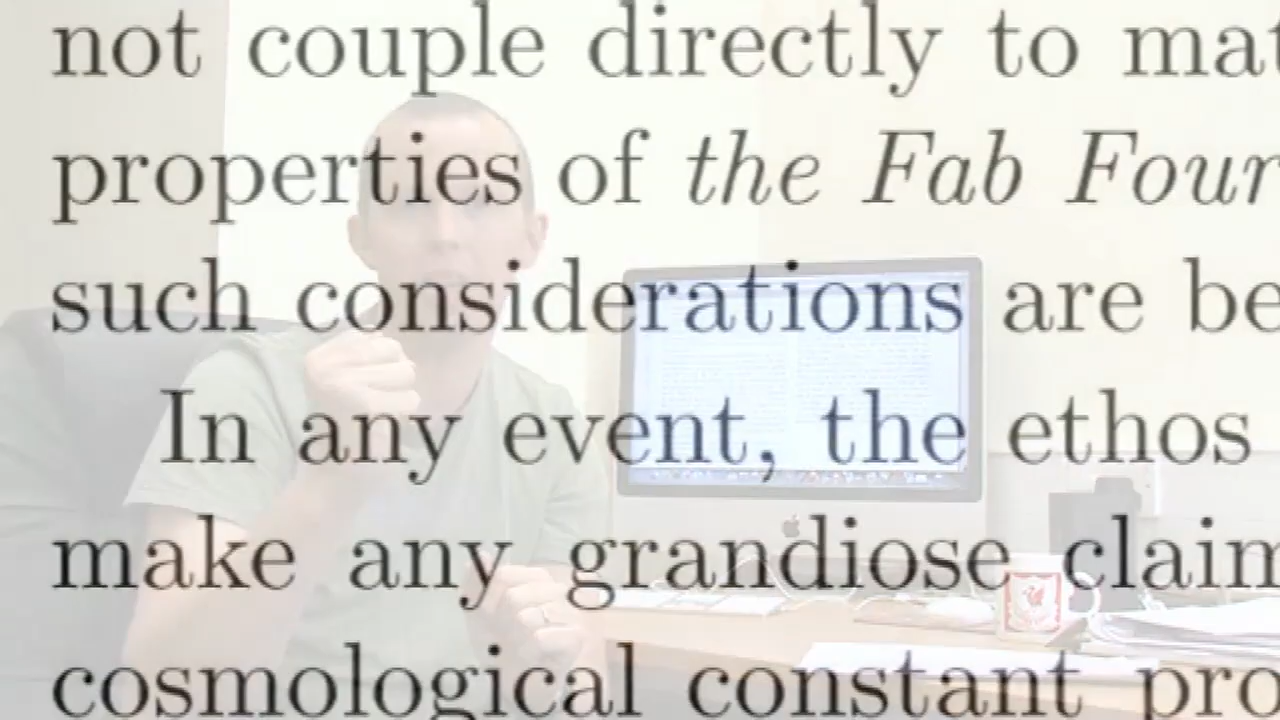 not couple directly to mat
properties of the Fab Four
such considerations are be
In any event, the ethos
make any grandiose claim
cosmological constant pro